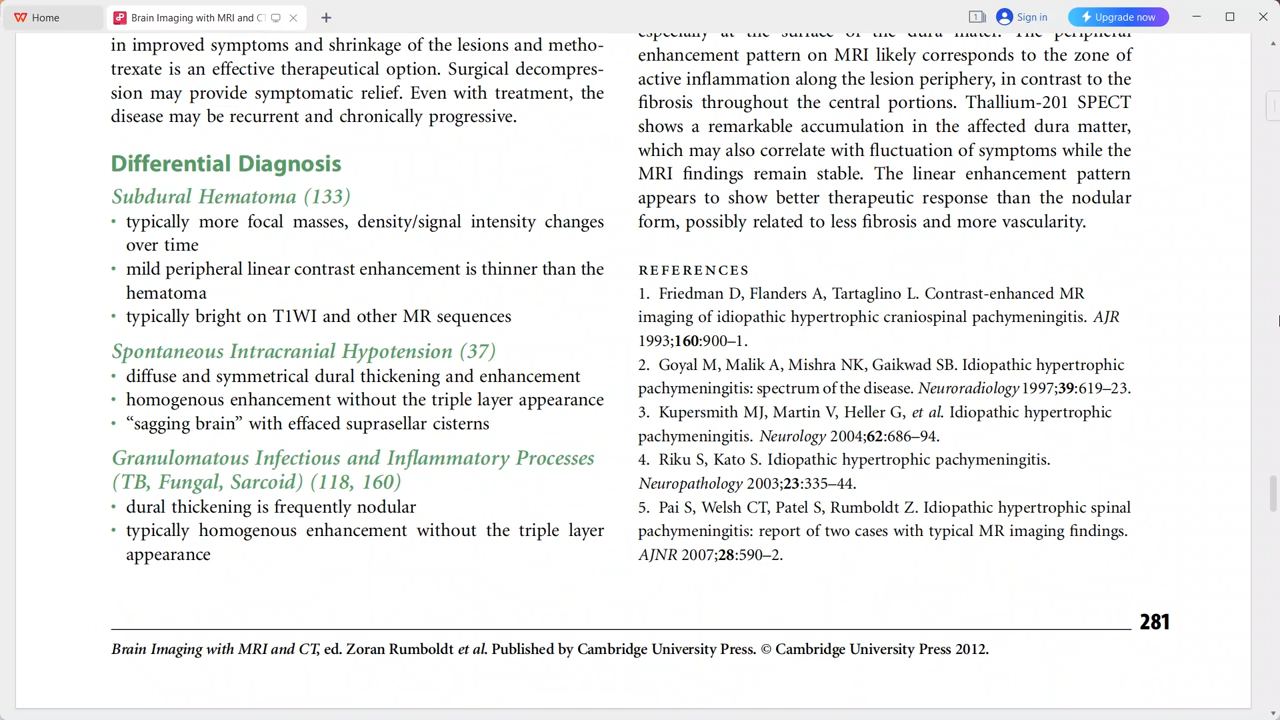 Home
Brain Imaging with MRI and C
Sign in
Upgrade now
in improved symptoms and shrinkage of the lesions and metho-
trexate is an effective therapeutical option. Surgical decompres-
sion may provide symptomatic relief. Even with treatment, the
disease may be recurrent and chronically progressive.
Differential Diagnosis
Subdural Hematoma (133)
• typically more focal masses, density/signal intensity changes
over time
• mild peripheral linear contrast enhancement is thinner than the
hematoma
• typically bright on T1WI and other MR sequences
Spontaneous Intracranial Hypotension (37)
• diffuse and symmetrical dural thickening and enhancement
• homogenous enhancement without the triple layer appearance
• “sagging brain” with effaced suprasellar cisterns
Granulomatous Infectious and Inflammatory Processes
(TB, Fungal, Sarcoid) (118, 160)
• dural thickening is frequently nodular
• typically homogenous enhancement without the triple layer
appearance
especially at the surface of the dura mater. The peripheral
enhancement pattern on MRI likely corresponds to the zone of
active inflammation along the lesion periphery, in contrast to the
fibrosis throughout the central portions. Thallium-201 SPECT
shows a remarkable accumulation in the affected dura matter,
which may also correlate with fluctuation of symptoms while the
MRI findings remain stable. The linear enhancement pattern
appears to show better therapeutic response than the nodular
form, possibly related to less fibrosis and more vascularity.
REFERENCES
1. Friedman D, Flanders A, Tartaglino L. Contrast-enhanced MR
imaging of idiopathic hypertrophic craniospinal pachymeningitis. AJR
1993;160:900–1.
2. Goyal M, Malik A, Mishra NK, Gaikwad SB. Idiopathic hypertrophic
pachymeningitis: spectrum of the disease. Neuroradiology 1997;39:619–23.
3. Kupersmith MJ, Martin V, Heller G, et al. Idiopathic hypertrophic
pachymeningitis. Neurology 2004;62:686–94.
4. Riku S, Kato S. Idiopathic hypertrophic pachymeningitis.
Neuropathology 2003;23:335–44.
5. Pai S, Welsh CT, Patel S, Rumboldt Z. Idiopathic hypertrophic spinal
pachymeningitis: report of two cases with typical MR imaging findings.
AJNR 2007;28:590–2.
281
Brain Imaging with MRI and CT, ed. Zoran Rumboldt et al. Published by Cambridge University Press. © Cambridge University Press 2012.